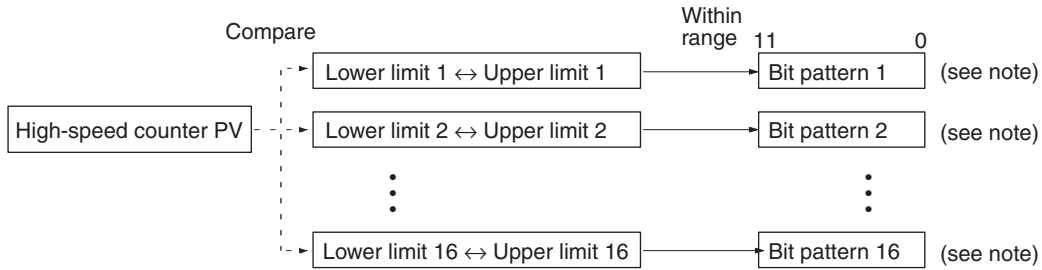 Compare
Within
range
11 0
Lower limit 1 ↔ Upper limit 1
Bit pattern 1
(see note)
High-speed counter PV
Lower limit 2 ↔ Upper limit 2
Bit pattern 2
(see note)
Lower limit 16 ↔ Upper limit 16
Bit pattern 16
(see note)